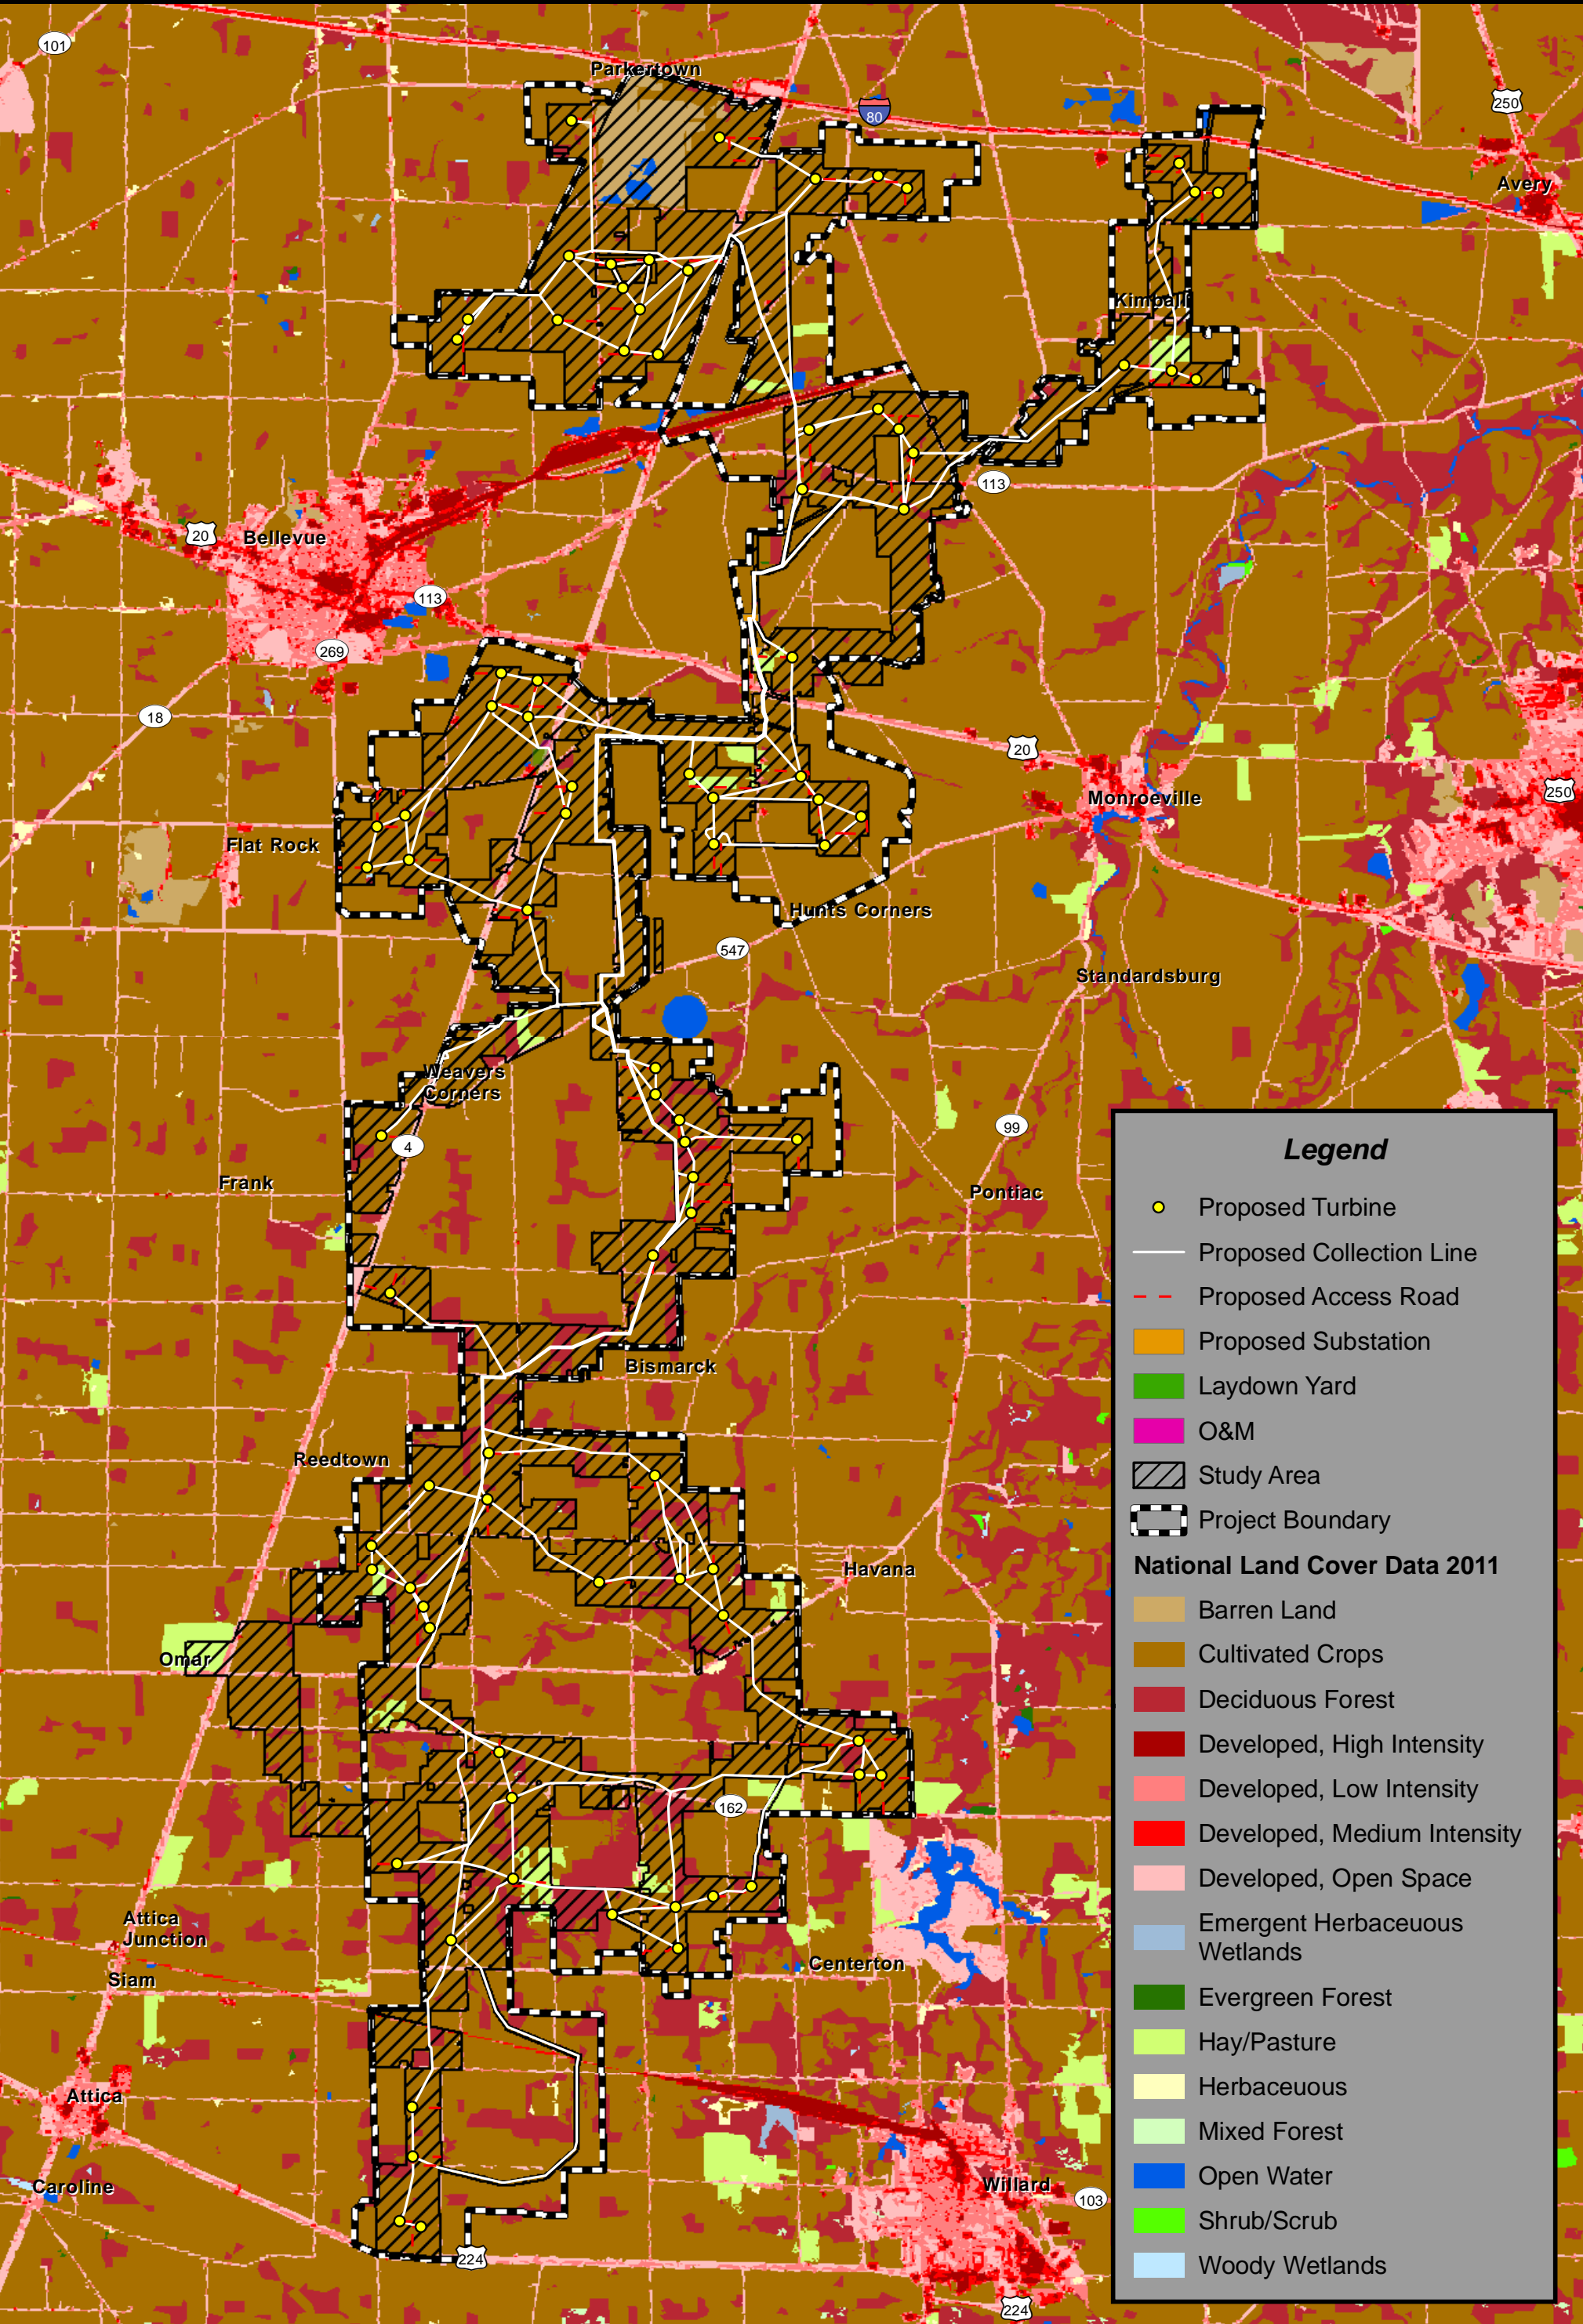 101
Parkertown
80
250
Avery
Kimball
113
20
Bellevue
113
269
18
20
Monroeville
250
Flat Rock
Hunts Corners
547
Standardsburg
Weavers
Corners
99
4
Frank
Pontiac
Bismarck
Reedtown
Havana
Omar
162
Attica
Junction
Centerton
Siam
Attica
Caroline
Willard
103
224
224
Legend
Proposed Turbine
Proposed Collection Line
Proposed Access Road
Proposed Substation
Laydown Yard
O&M
Study Area
Project Boundary
National Land Cover Data 2011
Barren Land
Cultivated Crops
Deciduous Forest
Developed, High Intensity
Developed, Low Intensity
Developed, Medium Intensity
Developed, Open Space
Emergent Herbaceuous
Wetlands
Evergreen Forest
Hay/Pasture
Herbaceuous
Mixed Forest
Open Water
Shrub/Scrub
Woody Wetlands